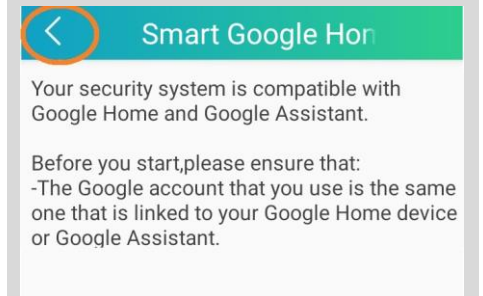 Smart Google Hon
Your security system is compatible with
Google Home and Google Assistant.
Before you start,please ensure that:
-The Google account that you use is the same
one that is linked to your Google Home device
or Google Assistant.